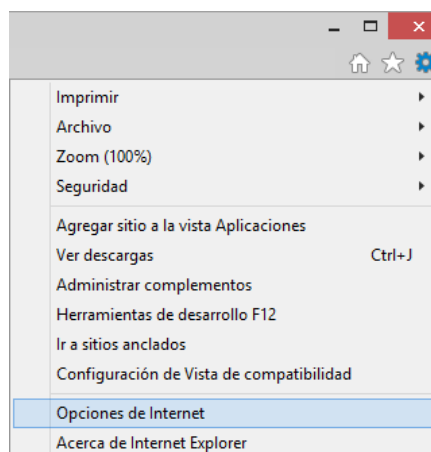 Imprimir
Archivo
Zoom (100%)
Seguridad
Agregar sitio a la vista Aplicaciones
Ver descargas Ctrl+J
Administrar complementos
Herramientas de desarrollo F12
Ir a sitios anclados
Configuración de Vista de compatibilidad
Opciones de Internet
Acerca de Internet Explorer